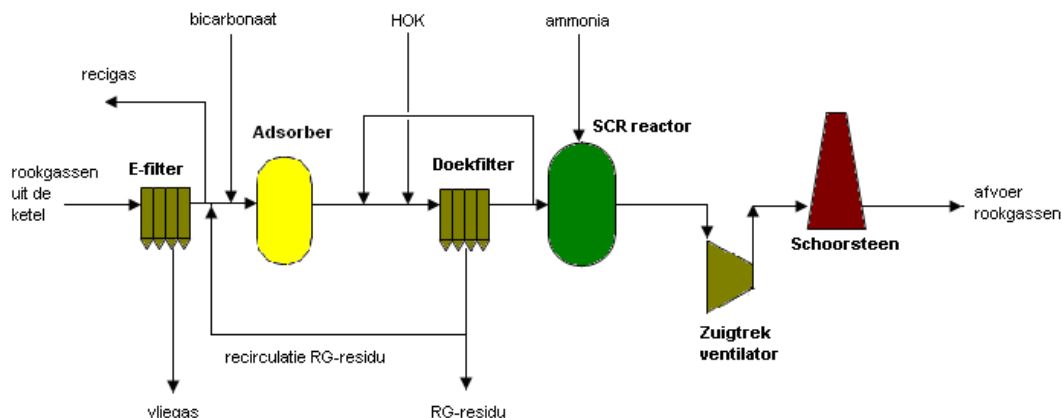 bicarbonaat
HOK
ammonia
recigas
Adsorber
SCR reactor
E-filter
Doekfilter
rookgassen
uit de
ketel
afvoer
rookgassen
Schoorsteen
Zuigtrek
ventilator
recirculatie RG-residu
vliegas
RG-residu